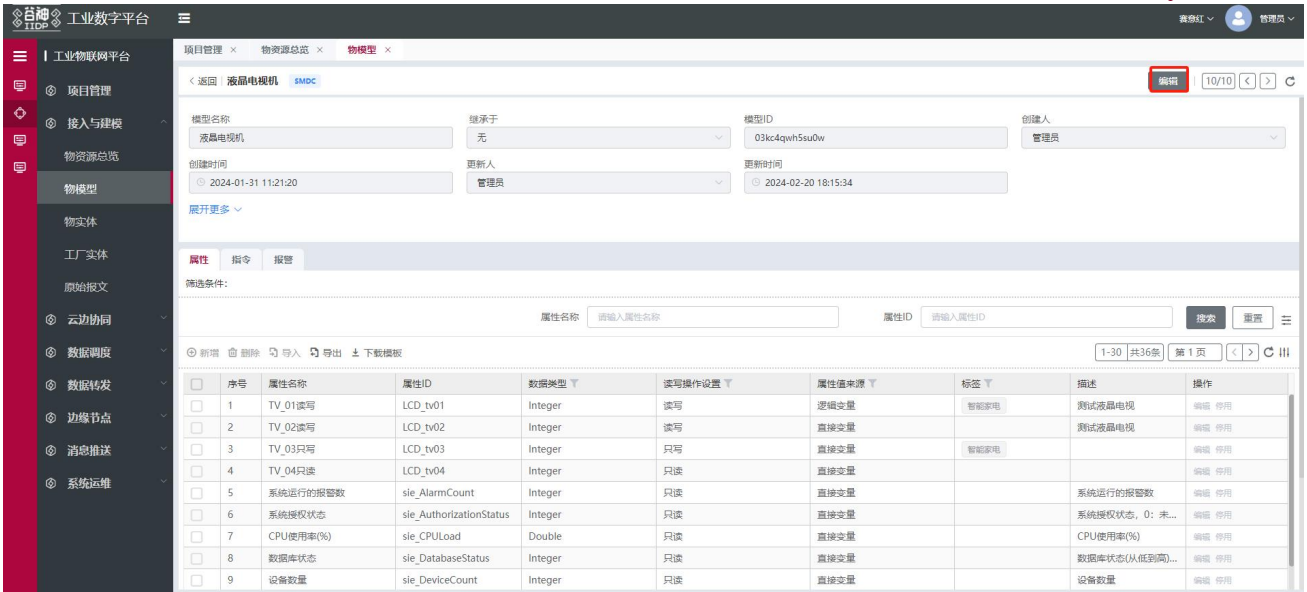 谷神 IIDP 工业数字平台
赛意红 管理员
工业物联网平台
项目管理
接入与建模
物资源总览
物模型
物实体
工厂实体
原始报文
云边协同
数据调度
数据转发
边缘节点
消息推送
系统运维
项目管理 × 物资源总览 × 物模型 ×
< 返回 液晶电视机 SMDC 编辑 10/10 < >
模型名称 继承于 模型ID 创建人
液晶电视机 无 03kc4qwh5su0w 管理员
创建时间 更新人 更新时间
2024-01-31 11:21:20 管理员 2024-02-20 18:15:34
展开更多
属性 指令 报警
筛选条件:
属性名称 请输入属性名称 属性ID 请输入属性ID 搜索 重置
新增 删除 导入 导出 下载模板 1-30 共36条 第1页 < >
序号 属性名称 属性ID 数据类型 读写操作设置 属性值来源 标签 描述 操作
1 TV_01读写 LCD_tv01 Integer 读写 逻辑变量 智能家电 测试液晶电视 编辑 停用
2 TV_02读写 LCD_tv02 Integer 读写 直接变量 测试液晶电视 编辑 停用
3 TV_03只写 LCD_tv03 Integer 只写 直接变量 智能家电 编辑 停用
4 TV_04只读 LCD_tv04 Integer 只读 直接变量 编辑 停用
5 系统运行的报警数 sie_AlarmCount Integer 只读 直接变量 系统运行的报警数 编辑 停用
6 系统授权状态 sie_AuthorizationStatus Integer 只读 直接变量 系统授权状态，0：未... 编辑 停用
7 CPU使用率(%) sie_CPULoad Double 只读 直接变量 CPU使用率(%) 编辑 停用
8 数据库状态 sie_DatabaseStatus Integer 只读 直接变量 数据库状态(从低到高)... 编辑 停用
9 设备数量 sie_DeviceCount Integer 只读 直接变量 设备数量 编辑 停用